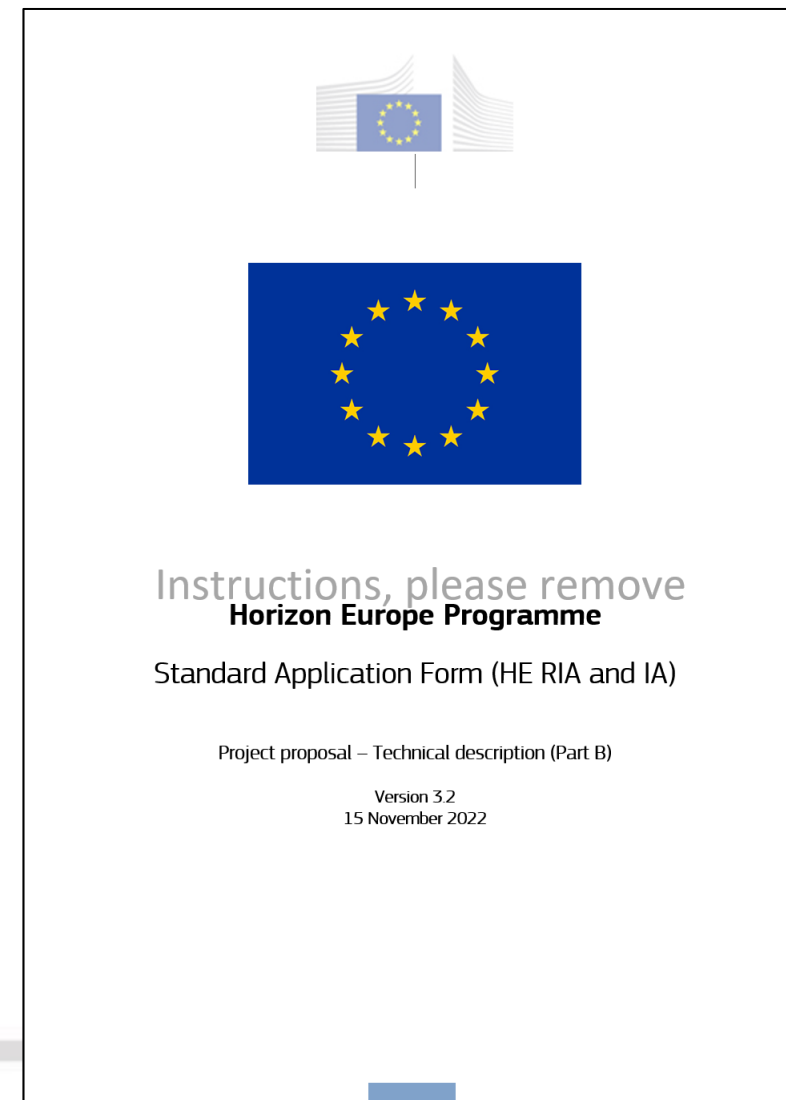 Instructions, please remove
Horizon Europe Programme
Standard Application Form (HE RIA and IA)
Project proposal – Technical description (Part B)
Version 3.2
15 November 2022